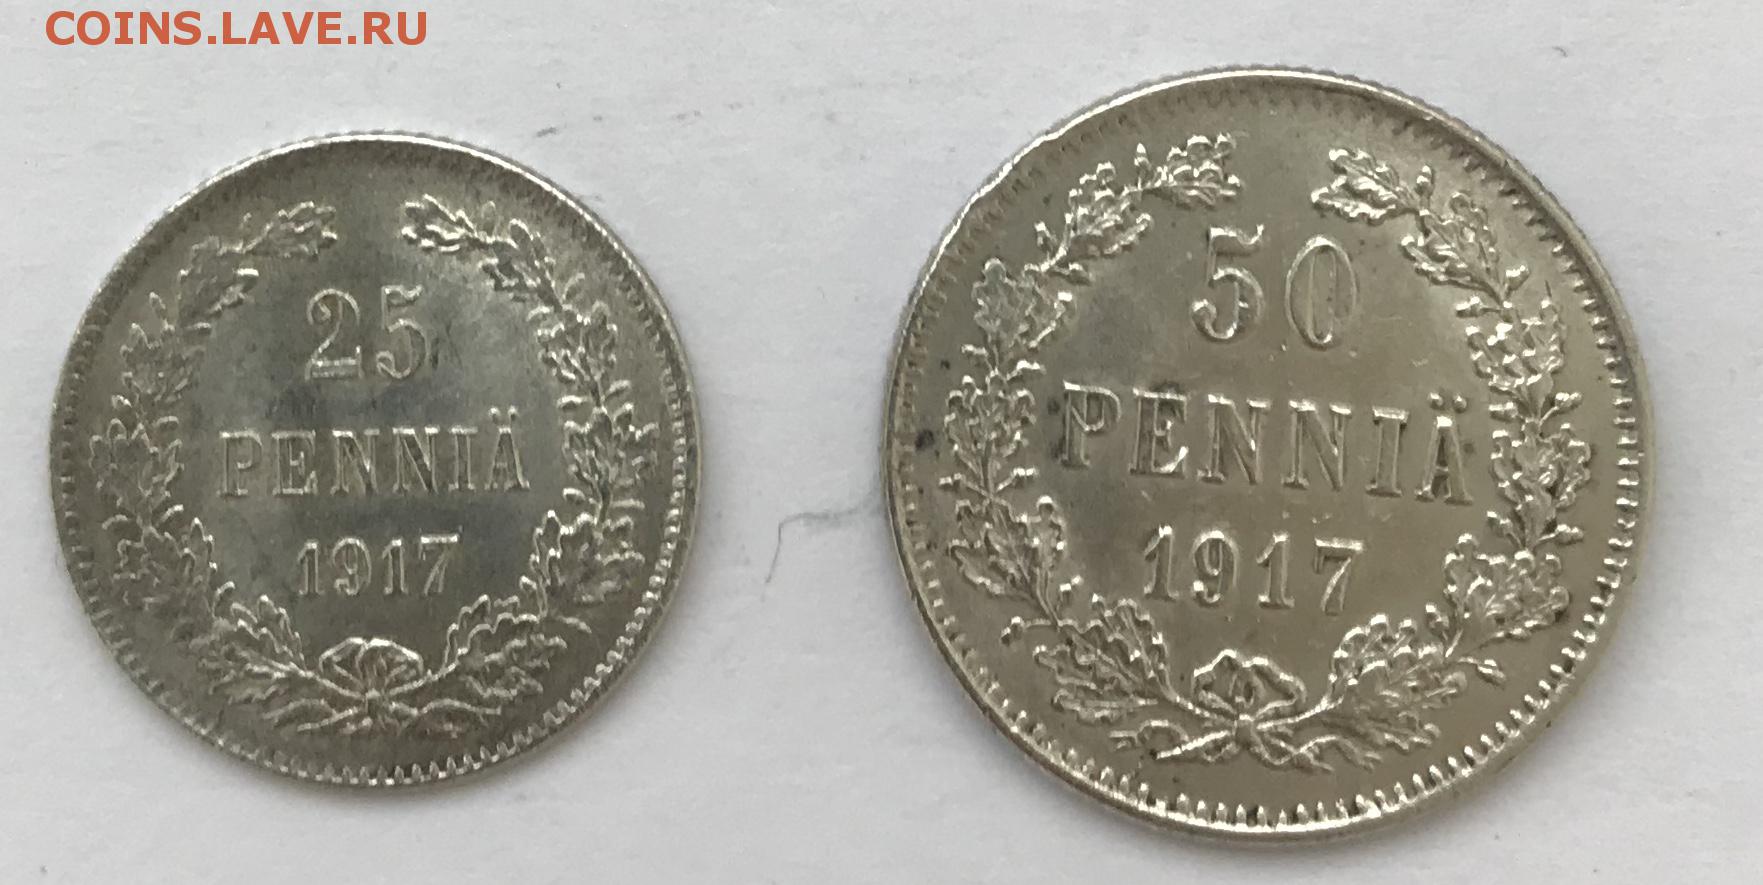 COINS.LAVE.RU
25
PENNIÄ
1917
50
PENNIÄ
1917